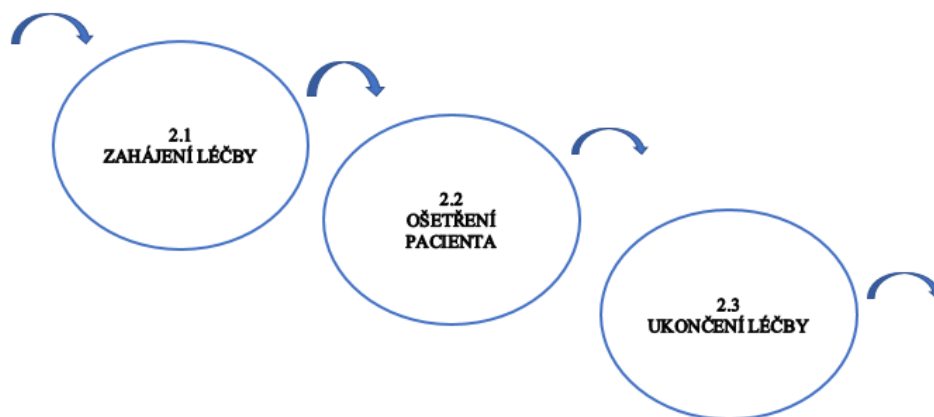 2.1
ZAHÁJENÍ LÉČBY
2.2
OŠETŘENÍ
PACIENTA
2.3
UKONČENÍ LÉČBY